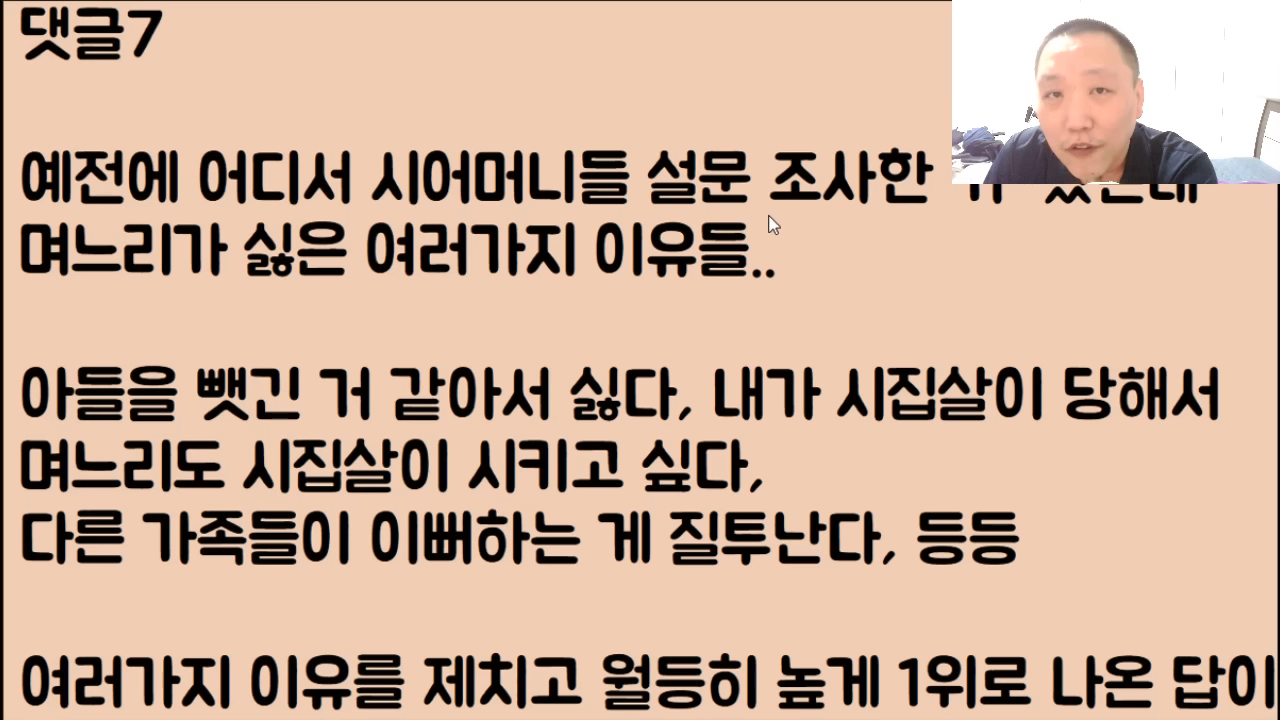 댓글7
예전에 어디서 시어머니들 설문 조사한
며느리가 싫은 여러가지 이유들..
아들을 뺏긴 거 같아서 싫다, 내가 시집살이 당해서
며느리도 시집살이 시키고 싶다,
다른 가족들이 이뻐하는 게 질투난다, 등등
여러가지 이유를 제치고 월등히 높게 1위로 나온 답이